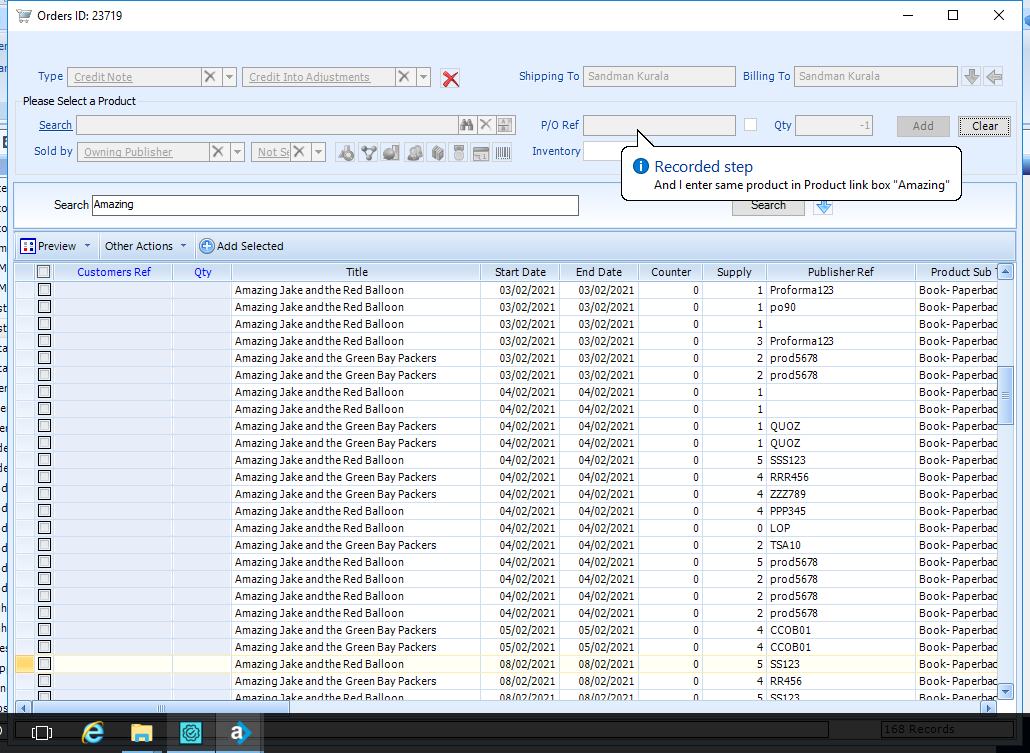 Orders ID: 23719
Type Credit Note Credit Into Adjustments Shipping To Sandman Kurala Billing To Sandman Kurala
Please Select a Product
Search P/O Ref Qty -1 Add Clear
Sold by Owning Publisher Not Se Inventory
Recorded step
And I enter same product in Product link box "Amazing"
Search Amazing Search
Preview Other Actions Add Selected
Customers Ref Qty Title Start Date End Date Counter Supply Publisher Ref Product Sub T
Amazing Jake and the Red Balloon 03/02/2021 03/02/2021 0 1 Proforma123 Book- Paperbac
Amazing Jake and the Red Balloon 03/02/2021 03/02/2021 0 1 po90 Book- Paperbac
Amazing Jake and the Red Balloon 03/02/2021 03/02/2021 0 1 Book- Paperbac
Amazing Jake and the Red Balloon 03/02/2021 03/02/2021 0 3 Proforma123 Book- Paperbac
Amazing Jake and the Green Bay Packers 03/02/2021 03/02/2021 0 2 prod5678 Book- Paperbac
Amazing Jake and the Green Bay Packers 03/02/2021 03/02/2021 0 2 prod5678 Book- Paperbac
Amazing Jake and the Red Balloon 04/02/2021 04/02/2021 0 1 Book- Paperbac
Amazing Jake and the Red Balloon 04/02/2021 04/02/2021 0 1 Book- Paperbac
Amazing Jake and the Green Bay Packers 04/02/2021 04/02/2021 0 1 QUOZ Book- Paperbac
Amazing Jake and the Green Bay Packers 04/02/2021 04/02/2021 0 1 QUOZ Book- Paperbac
Amazing Jake and the Red Balloon 04/02/2021 04/02/2021 0 5 SSS123 Book- Paperbac
Amazing Jake and the Green Bay Packers 04/02/2021 04/02/2021 0 4 RRR456 Book- Paperbac
Amazing Jake and the Green Bay Packers 04/02/2021 04/02/2021 0 4 ZZZ789 Book- Paperbac
Amazing Jake and the Red Balloon 04/02/2021 04/02/2021 0 4 PPP345 Book- Paperbac
Amazing Jake and the Red Balloon 04/02/2021 04/02/2021 0 0 LOP Book- Paperbac
Amazing Jake and the Green Bay Packers 04/02/2021 04/02/2021 0 2 TSA10 Book- Paperbac
Amazing Jake and the Red Balloon 04/02/2021 04/02/2021 0 5 prod5678 Book- Paperbac
Amazing Jake and the Red Balloon 04/02/2021 04/02/2021 0 2 prod5678 Book- Paperbac
Amazing Jake and the Red Balloon 04/02/2021 04/02/2021 0 2 prod5678 Book- Paperbac
Amazing Jake and the Red Balloon 04/02/2021 04/02/2021 0 2 prod5678 Book- Paperbac
Amazing Jake and the Green Bay Packers 05/02/2021 05/02/2021 0 4 CCOB01 Book- Paperbac
Amazing Jake and the Green Bay Packers 05/02/2021 05/02/2021 0 4 CCOB01 Book- Paperbac
Amazing Jake and the Red Balloon 08/02/2021 08/02/2021 0 5 SS123 Book- Paperbac
Amazing Jake and the Green Bay Packers 08/02/2021 08/02/2021 0 4 RR456 Book- Paperbac
Amazing Jake and the Red Balloon 08/02/2021 08/02/2021 0 5 SS123 Book- Paperbac
168 Records